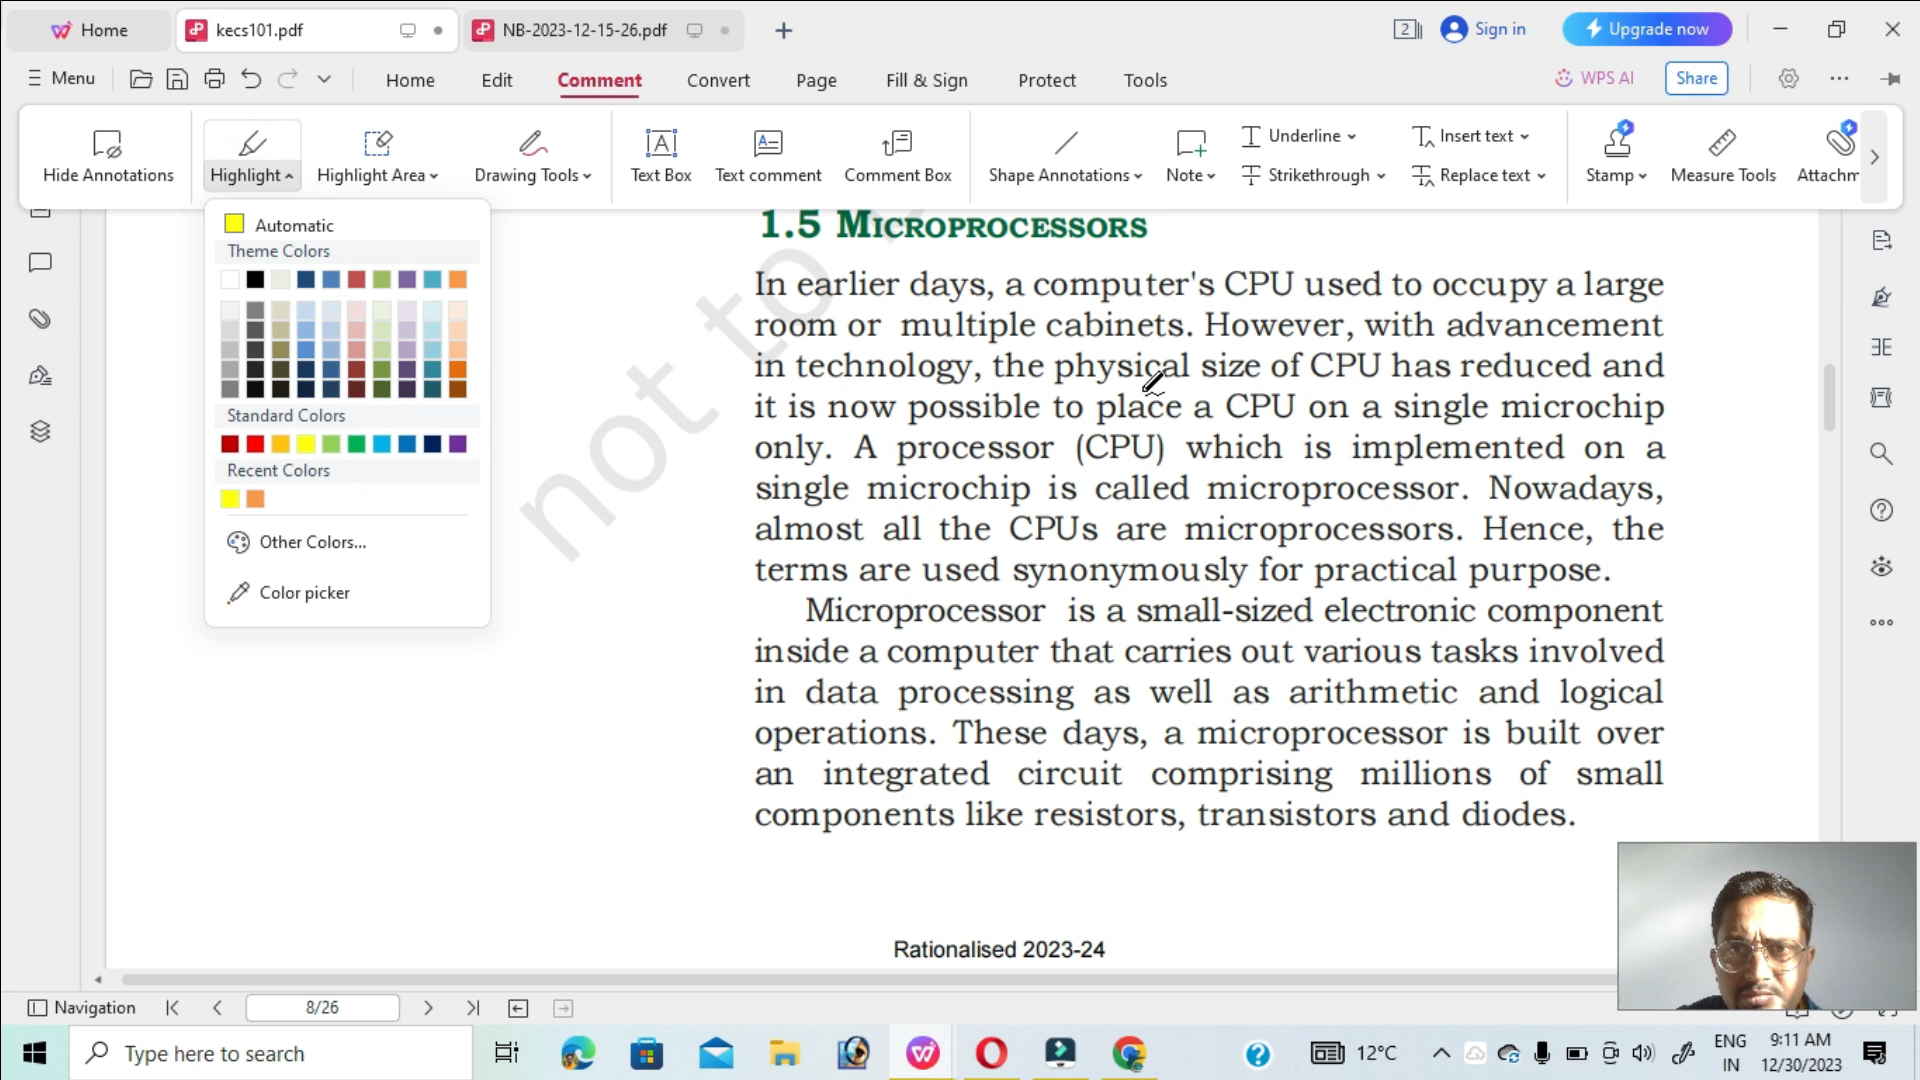 Home
kecs101.pdf
NB-2023-12-15-26.pdf
2
Sign in
Upgrade now
Menu
Home
Edit
Comment
Convert
Page
Fill & Sign
Protect
Tools
WPS AI
Share
Hide Annotations
Highlight
Highlight Area
Drawing Tools
Text Box
Text comment
Comment Box
Shape Annotations
Note
Underline
Strikethrough
Insert text
Replace text
Stamp
Measure Tools
Attachm
Automatic
Theme Colors
Standard Colors
Recent Colors
Other Colors...
Color picker
not to
1.5 MICROPROCESSORS
In earlier days, a computer's CPU used to occupy a large
room or multiple cabinets. However, with advancement
in technology, the physical size of CPU has reduced and
it is now possible to place a CPU on a single microchip
only. A processor (CPU) which is implemented on a
single microchip is called microprocessor. Nowadays,
almost all the CPUs are microprocessors. Hence, the
terms are used synonymously for practical purpose.
Microprocessor is a small-sized electronic component
inside a computer that carries out various tasks involved
in data processing as well as arithmetic and logical
operations. These days, a microprocessor is built over
an integrated circuit comprising millions of small
components like resistors, transistors and diodes.
Rationalised 2023-24
Navigation
8/26
Type here to search
12°C
ENG
IN
9:11 AM
12/30/2023